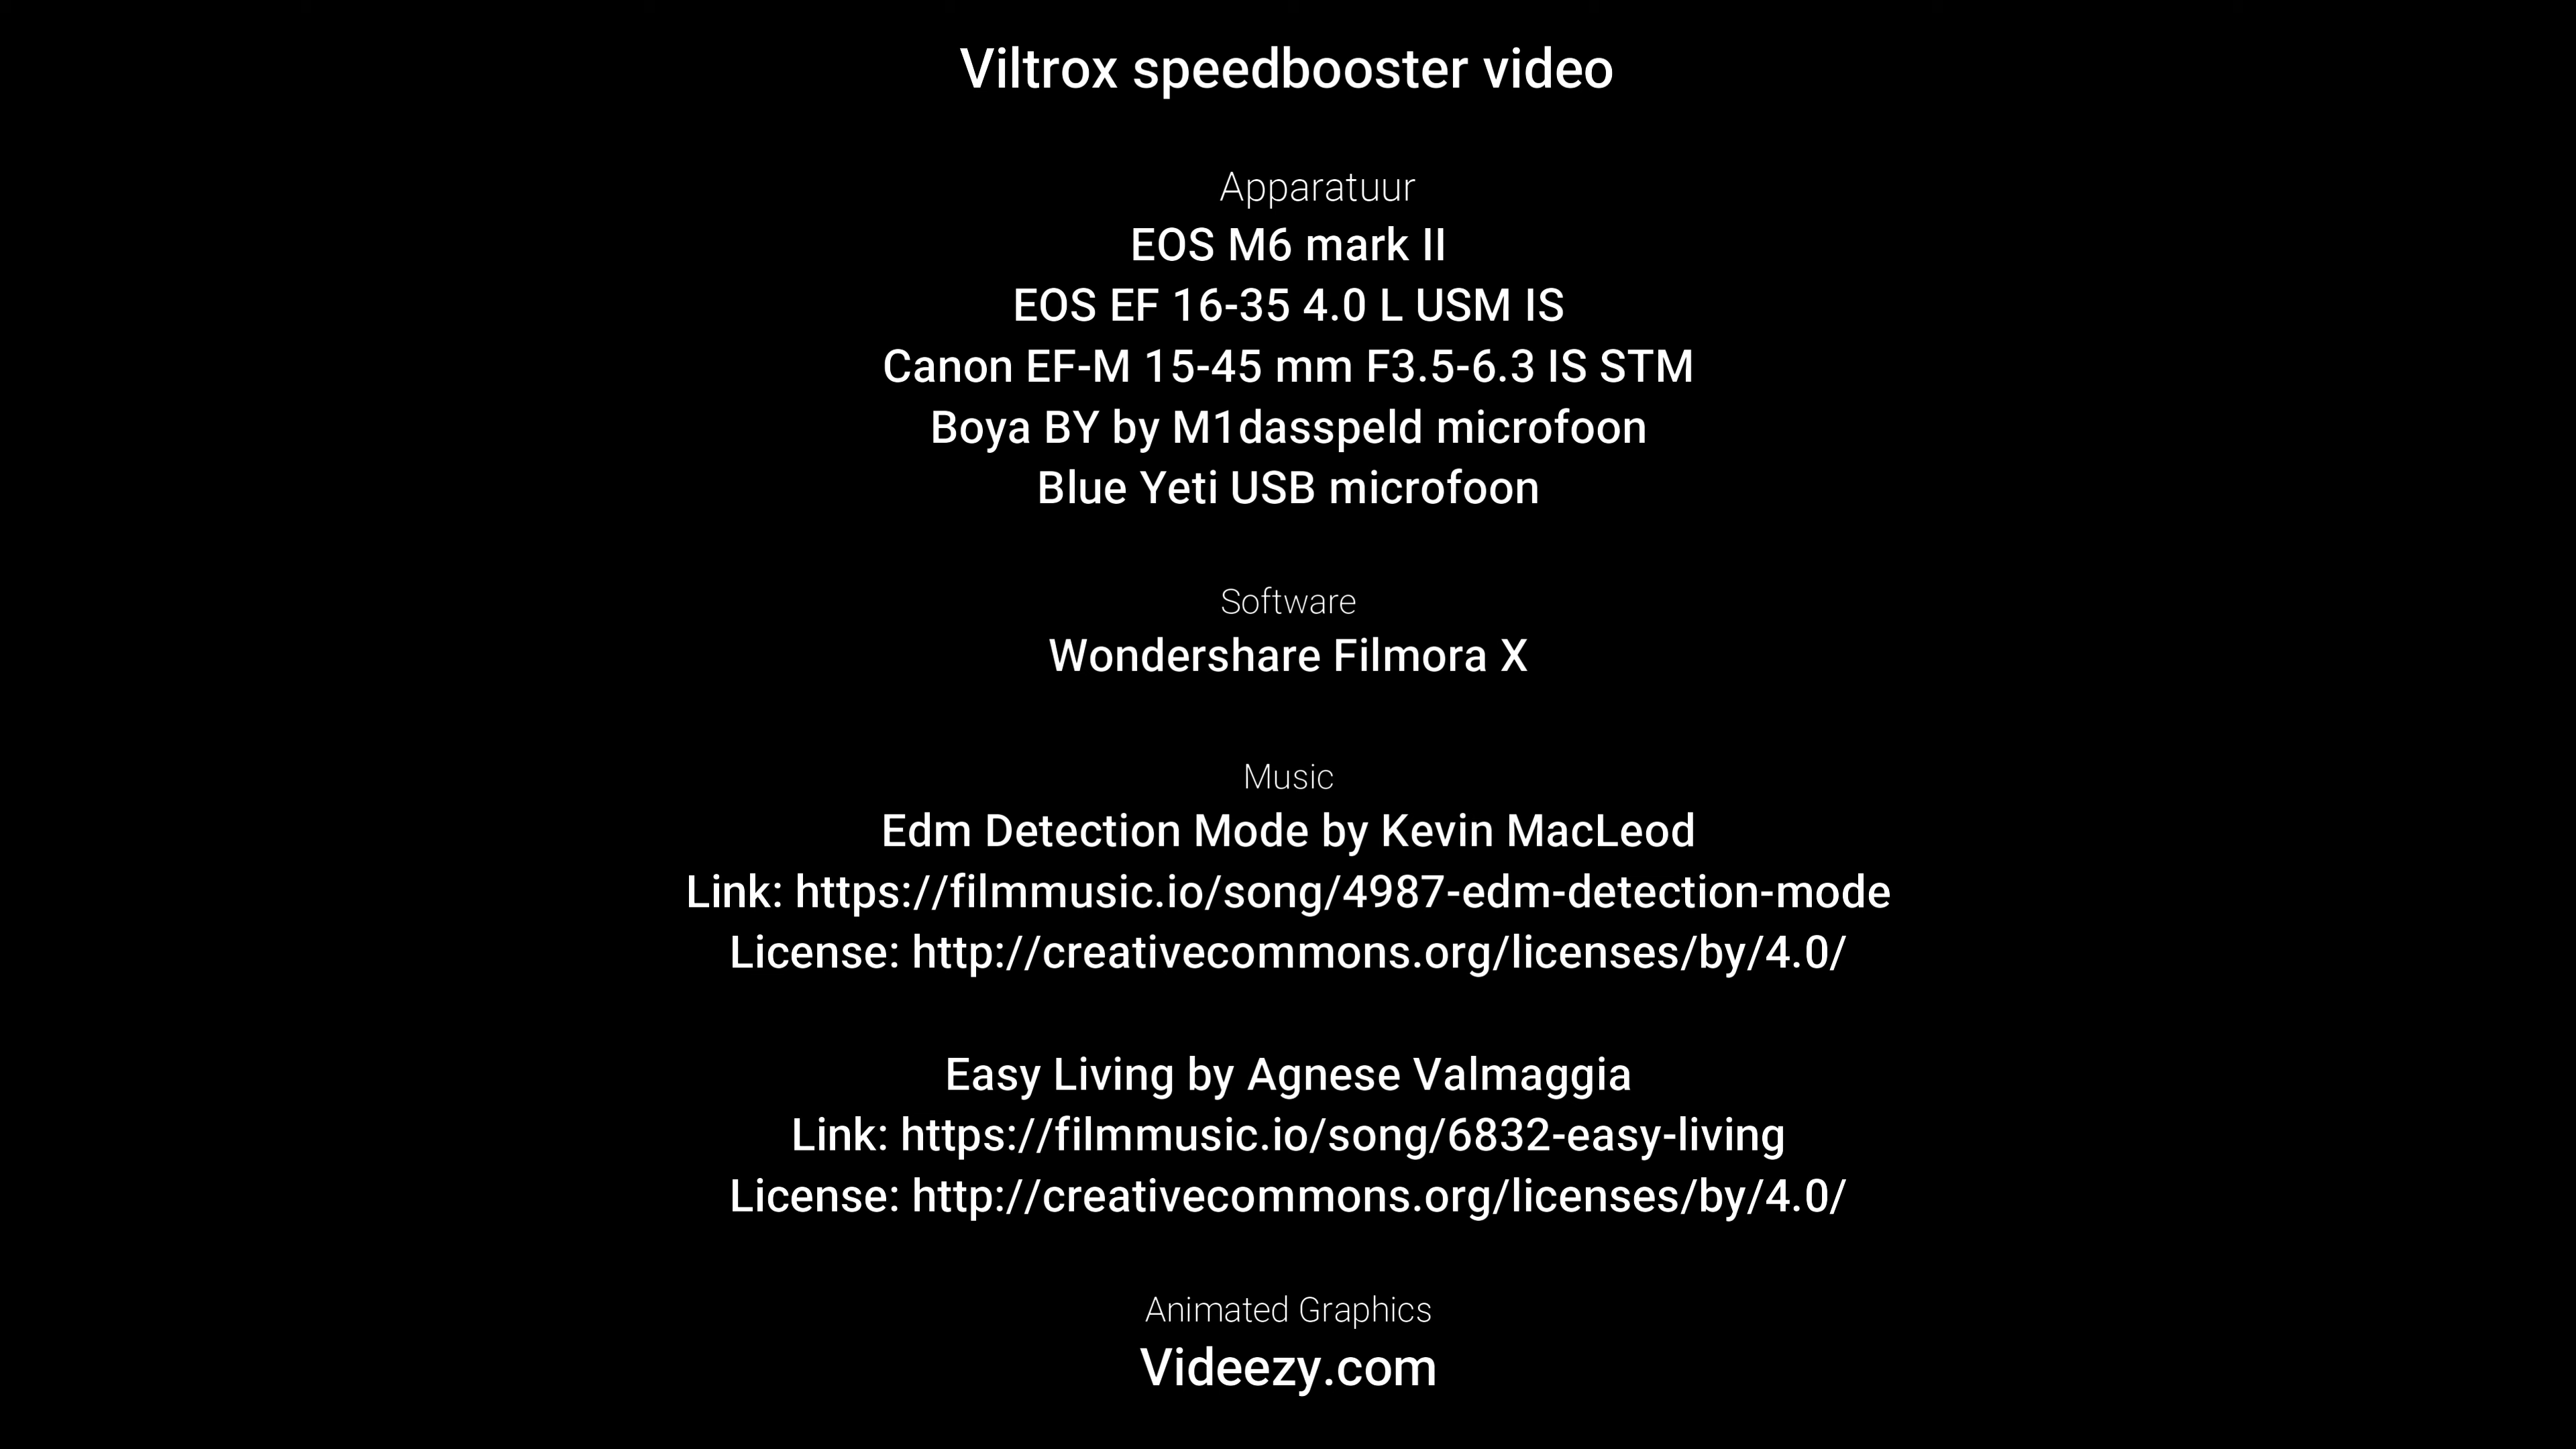 Viltrox speedbooster video
Apparatuur
EOS M6 mark II
EOS EF 16-35 4.0 L USM IS
Canon EF-M 15-45 mm F3.5-6.3 IS STM
Boya BY by M1dasspeld microfoon
Blue Yeti USB microfoon
Software
Wondershare Filmora X
Music
Edm Detection Mode by Kevin MacLeod
Link: https://filmmusic.io/song/4987-edm-detection-mode
License: http://creativecommons.org/licenses/by/4.0/
Easy Living by Agnese Valmaggia
Link: https://filmmusic.io/song/6832-easy-living
License: http://creativecommons.org/licenses/by/4.0/
Animated Graphics
Videezy.com